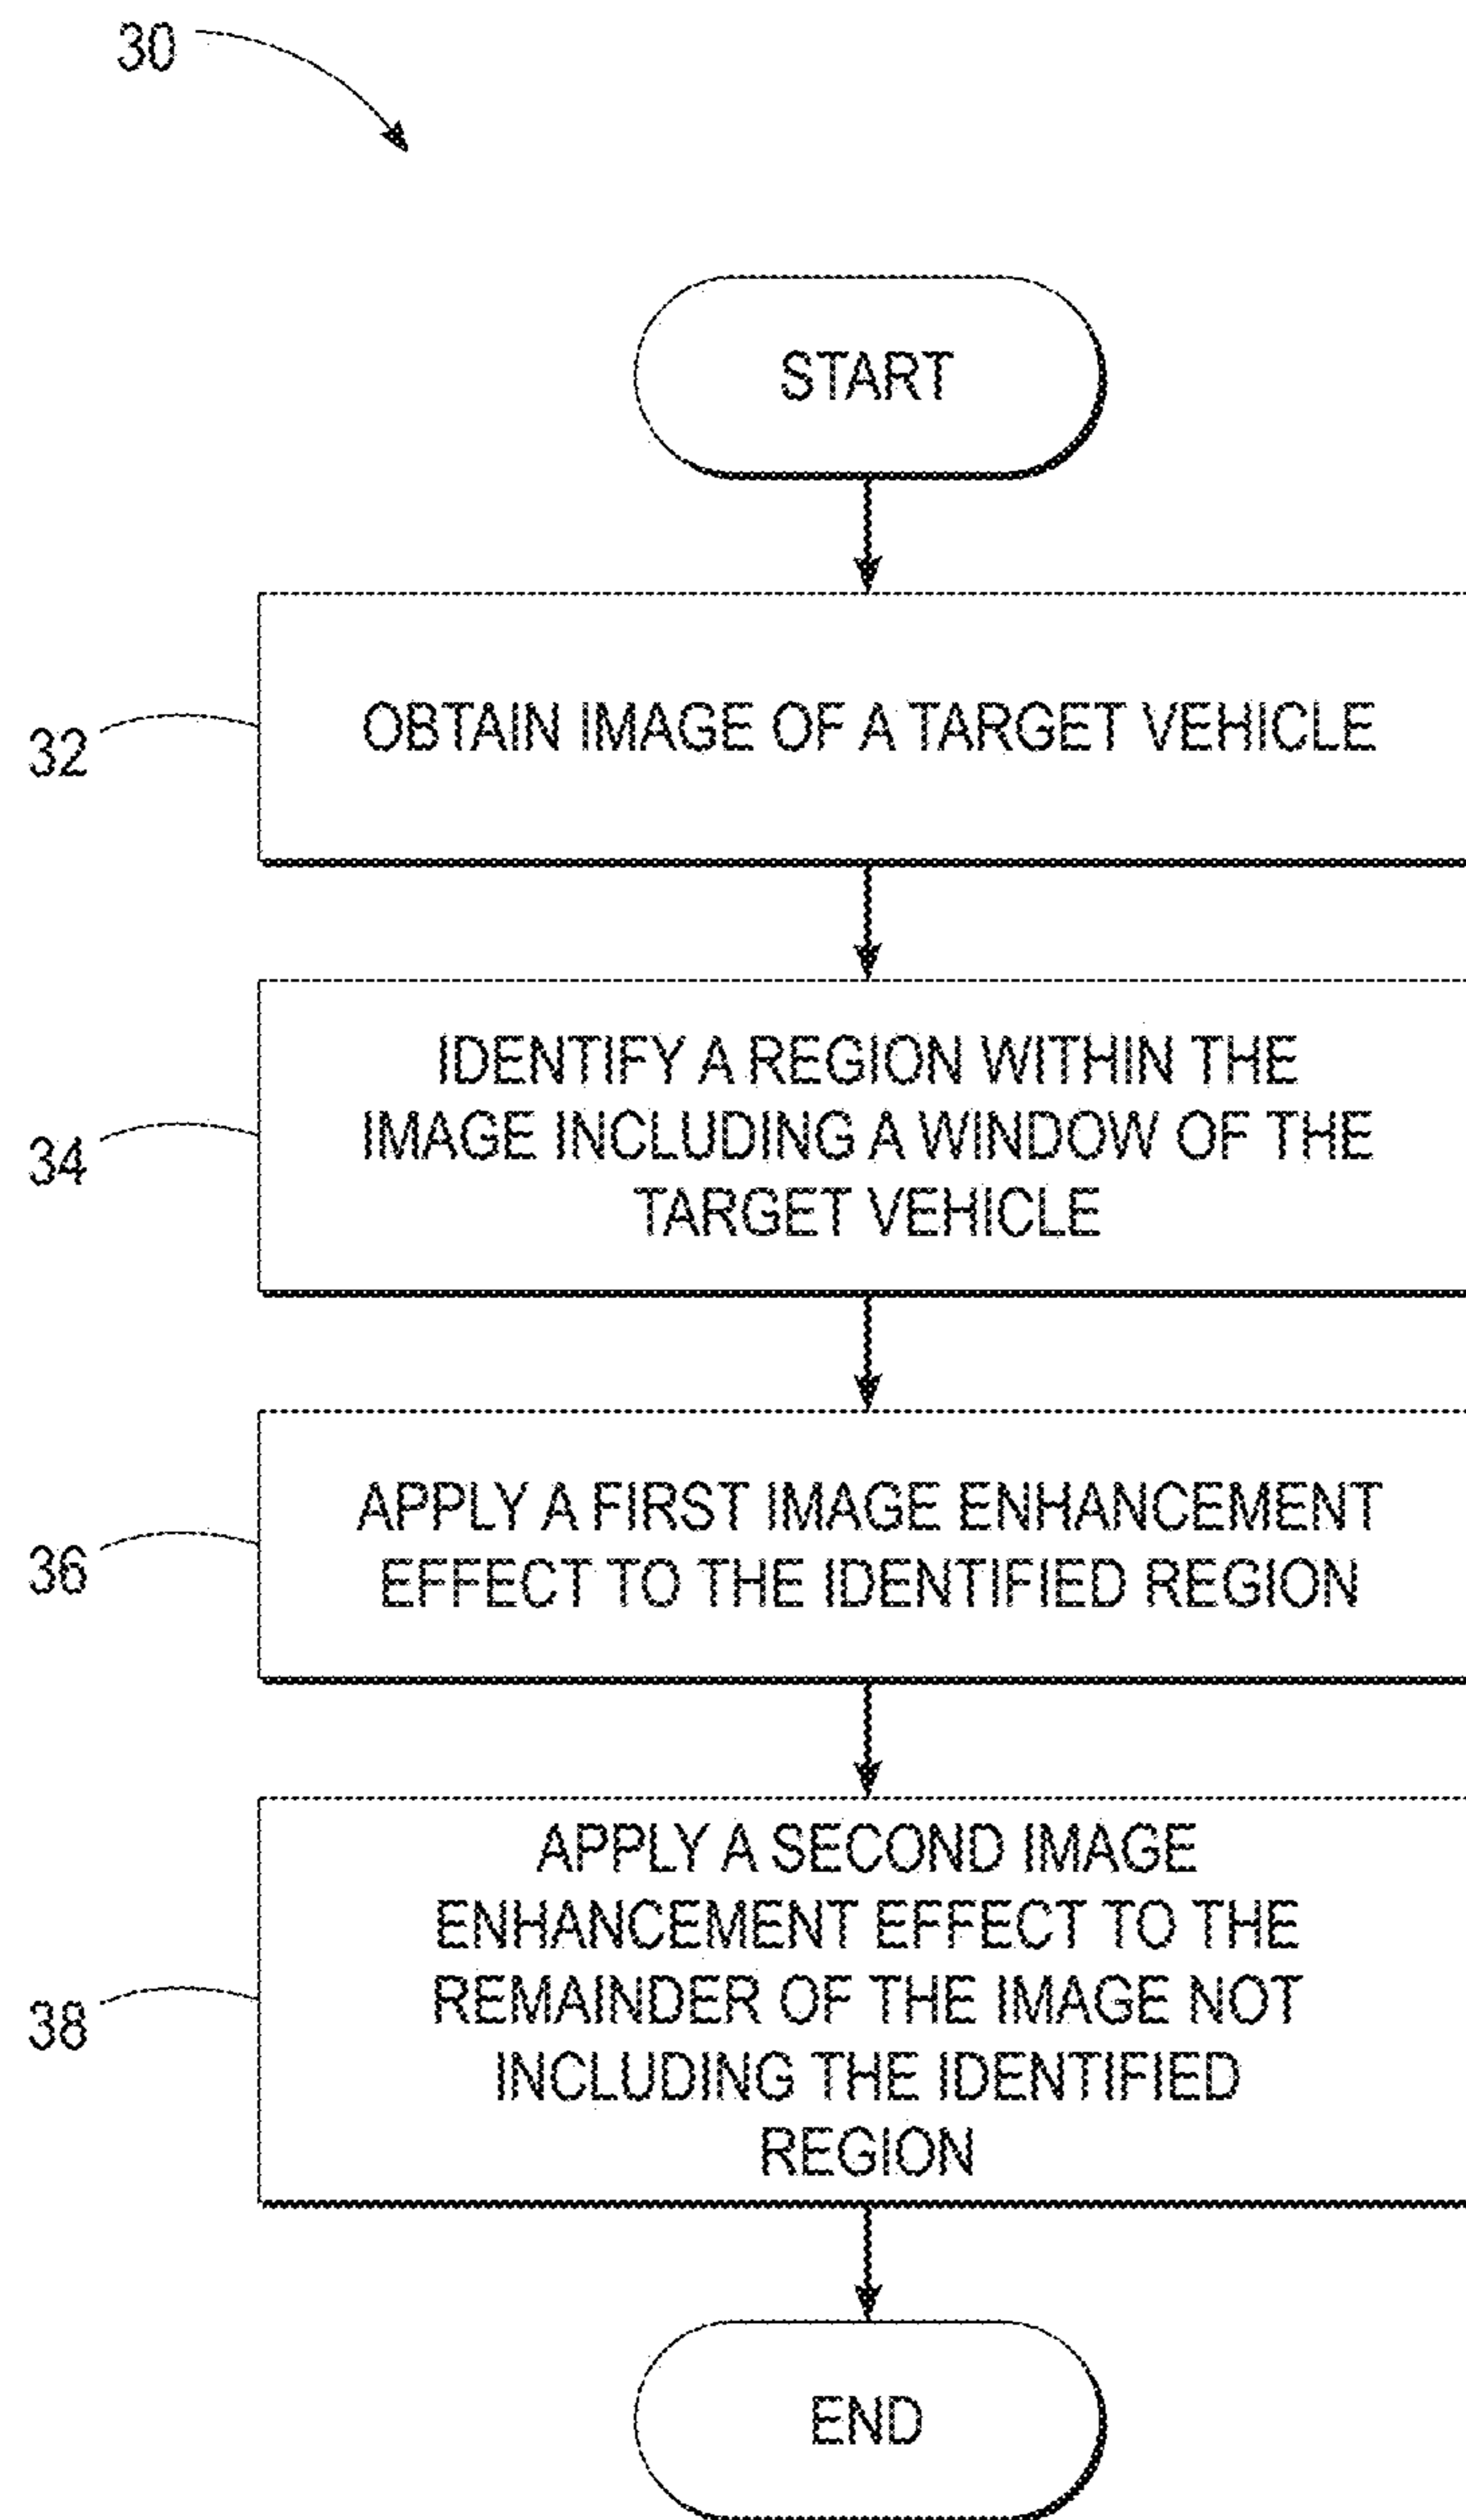 30
START
32
OBTAIN IMAGE OF A TARGET VEHICLE
34
IDENTIFY A REGION WITHIN THE
IMAGE INCLUDING A WINDOW OF THE
TARGET VEHICLE
36
APPLY A FIRST IMAGE ENHANCEMENT
EFFECT TO THE IDENTIFIED REGION
38
APPLY A SECOND IMAGE
ENHANCEMENT EFFECT TO THE
REMAINDER OF THE IMAGE NOT
INCLUDING THE IDENTIFIED
REGION
END